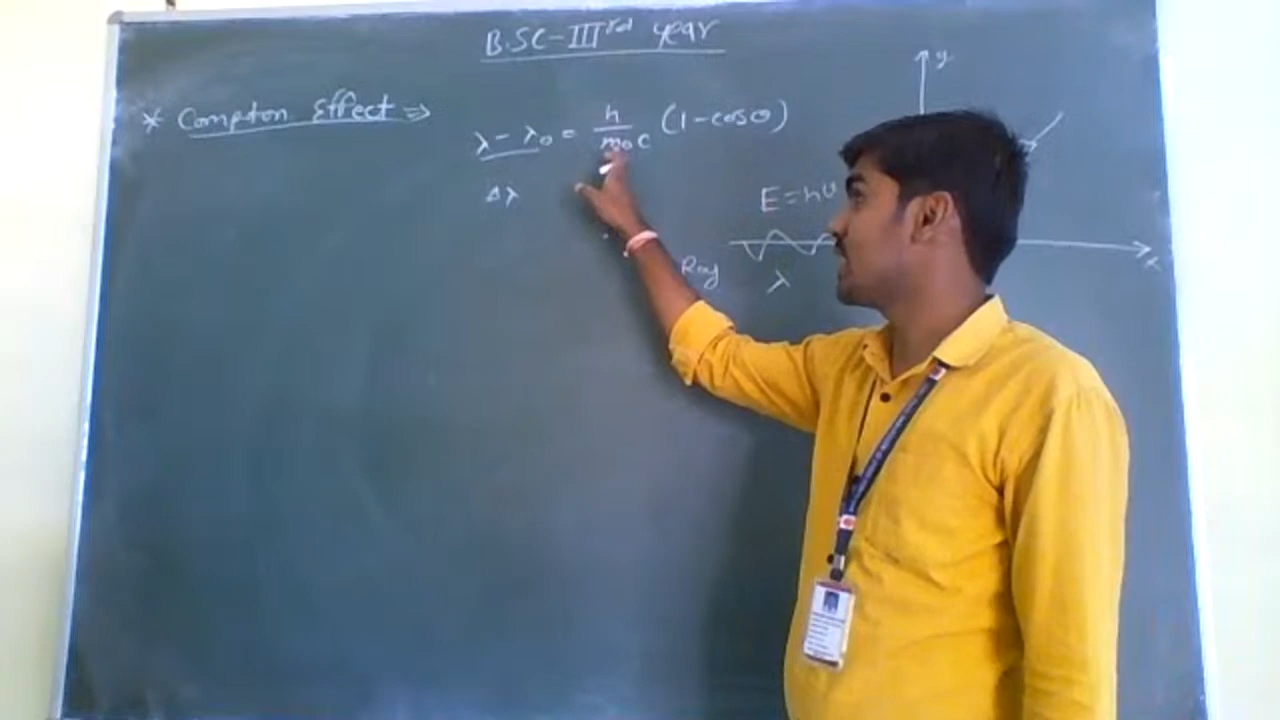 B.SC-IIIrd year
* Compton Effect ⇒
λ - λ0 = h/m0c (1-cosθ)
Δλ
y
E=hυ
x
Ray
λ